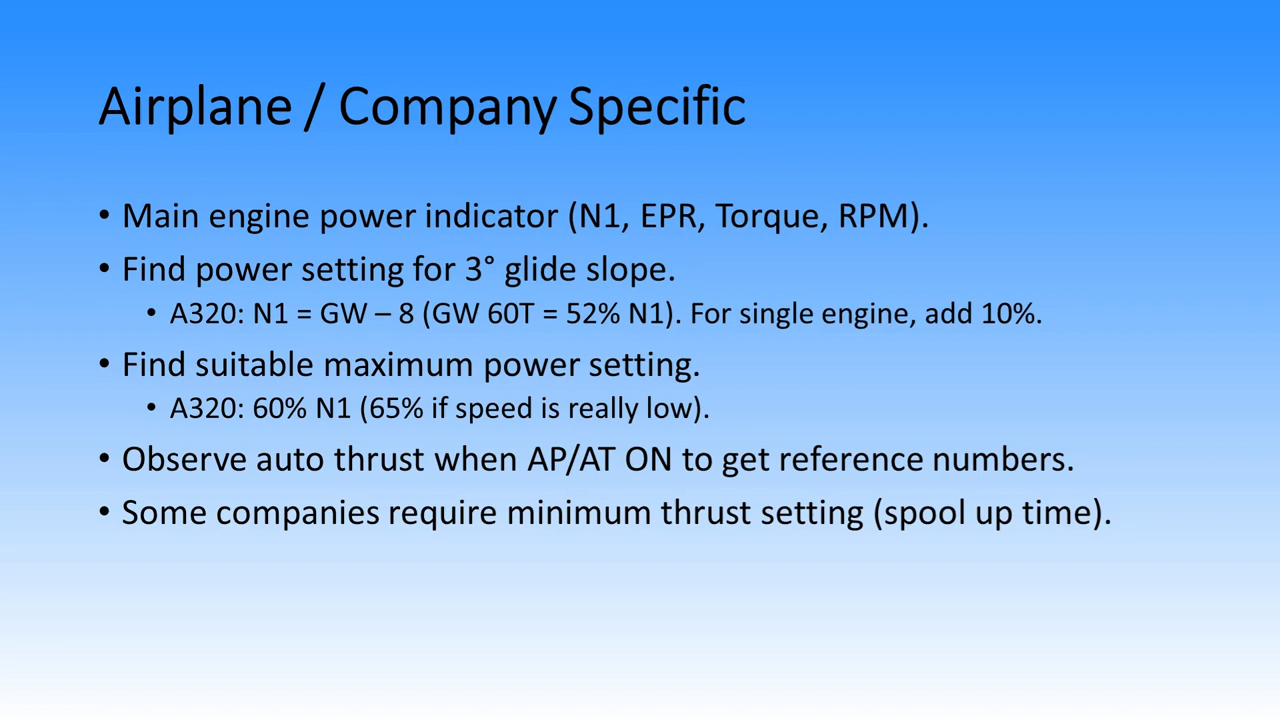 Airplane / Company Specific
• Main engine power indicator (N1, EPR, Torque, RPM).
• Find power setting for 3° glide slope.
• A320: N1 = GW – 8 (GW 60T = 52% N1). For single engine, add 10%.
• Find suitable maximum power setting.
• A320: 60% N1 (65% if speed is really low).
• Observe auto thrust when AP/AT ON to get reference numbers.
• Some companies require minimum thrust setting (spool up time).